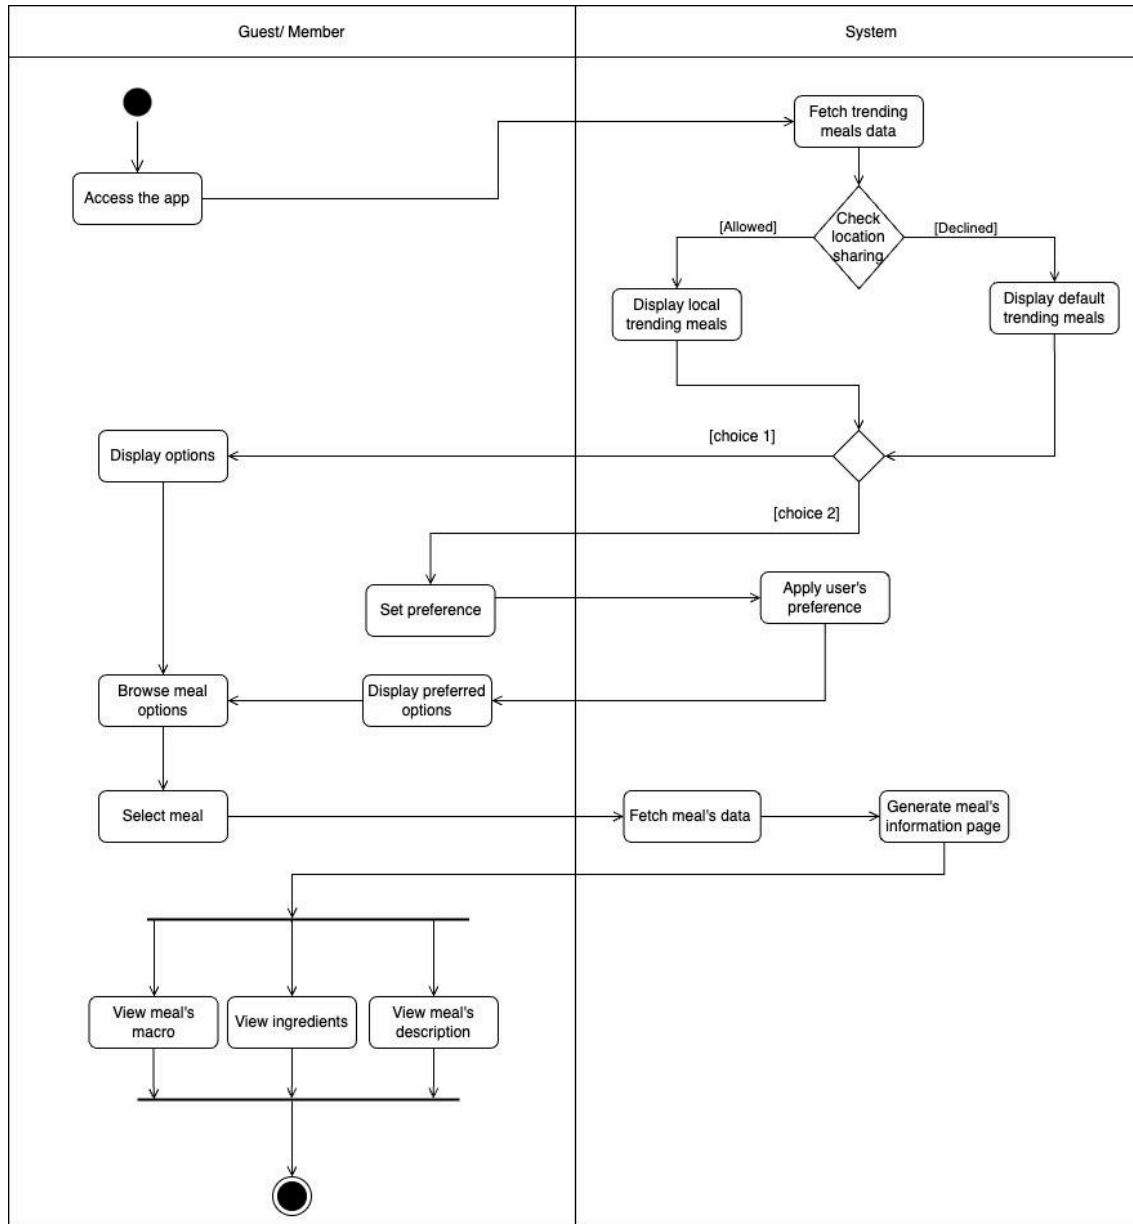 Guest/ Member
System
Fetch trending
meals data
Access the app
Check
location
sharing
[Allowed]
[Declined]
Display local
trending meals
Display default
trending meals
[choice 1]
Display options
[choice 2]
Set preference
Apply user's
preference
Browse meal
options
Display preferred
options
Select meal
Fetch meal's data
Generate meal's
information page
View meal's
macro
View ingredients
View meal's
description